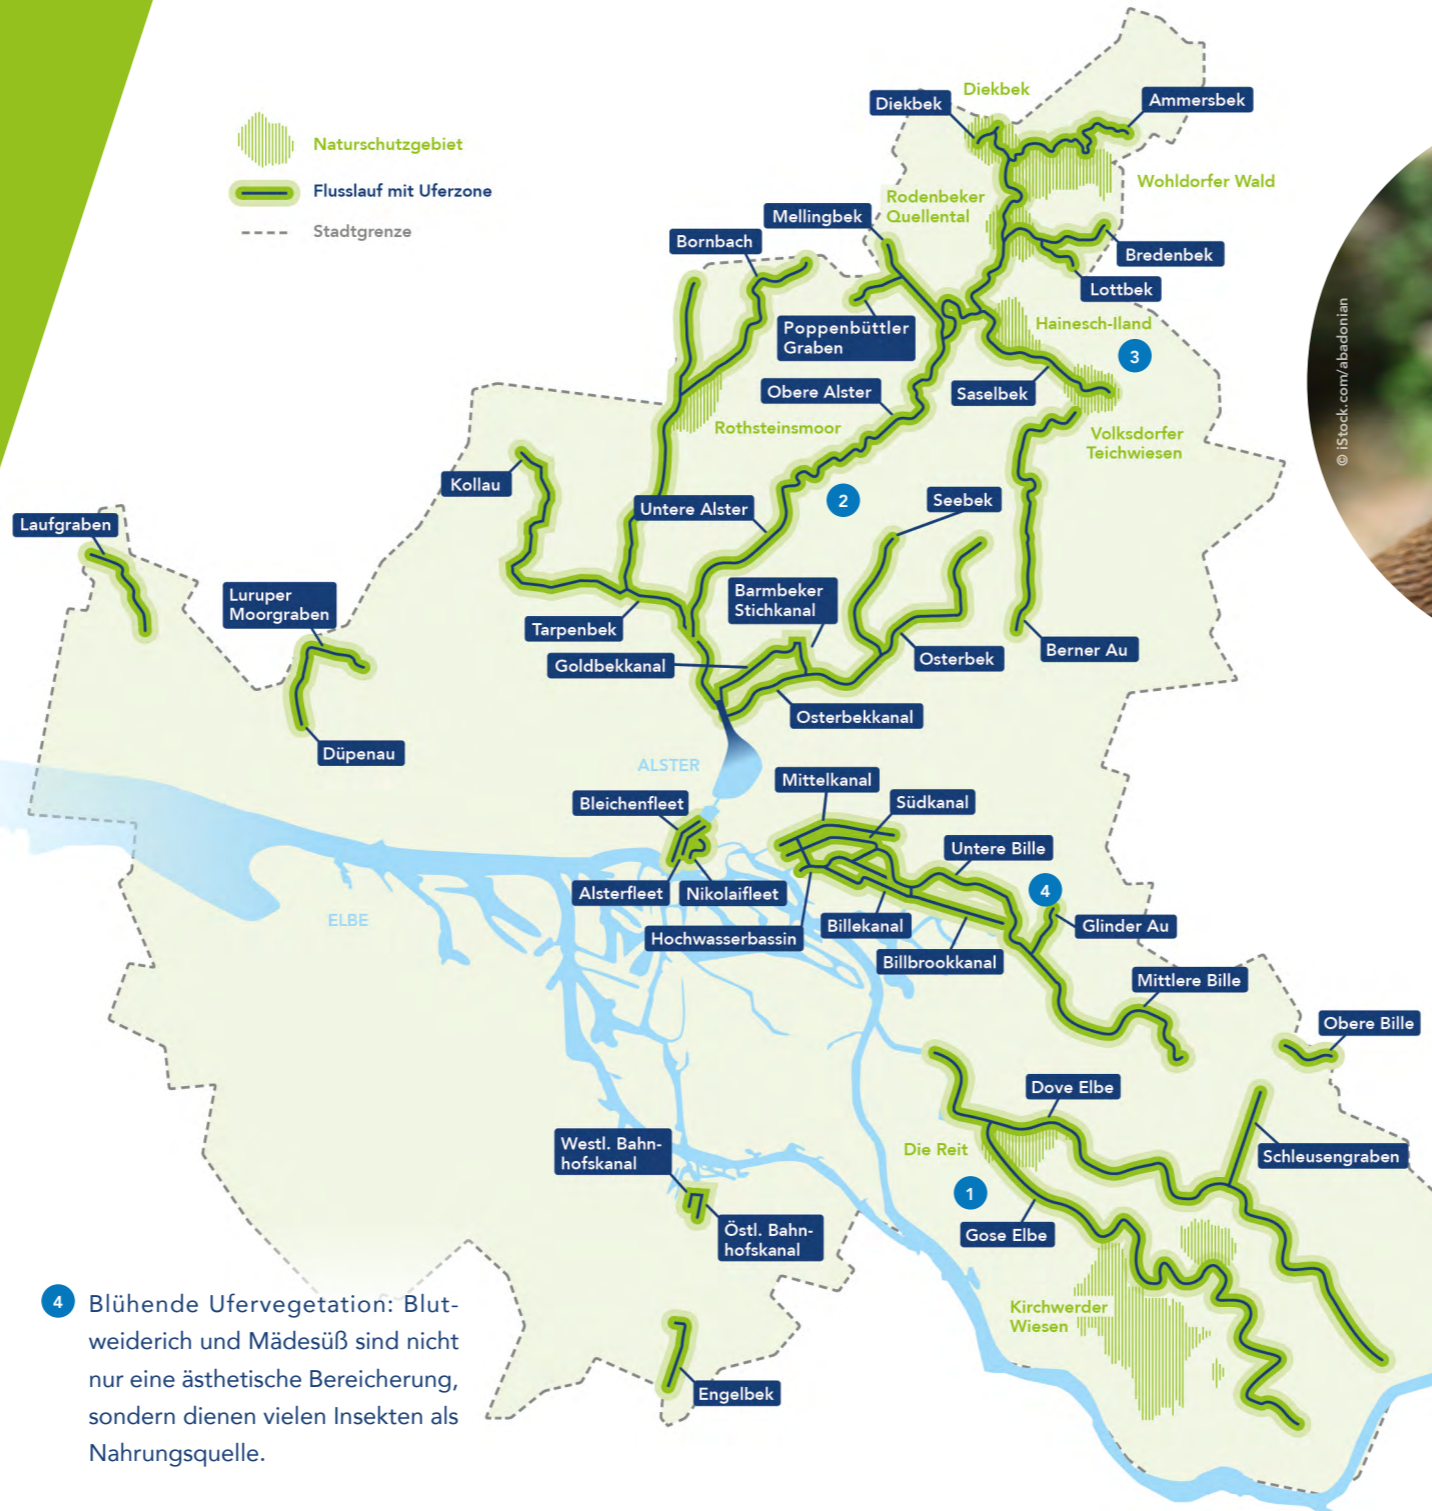 Naturschutzgebiet
Flusslauf mit Uferzone
Stadtgrenze
Diekbek
Diekbek
Ammersbek
Wohldorfer Wald
Rodenbeker
Quellental
Mellingbek
Bornbach
Bredenbek
Lottbek
Poppenbüttler
Graben
Hainesch-Iland
3
© iStock.com/abadonian
Obere Alster
Saselbek
Rothsteinsmoor
Volksdorfer
Teichwiesen
Kollau
2
Seebek
Untere Alster
Laufgraben
Luruper
Moorgraben
Barmbeker
Stichkanal
Tarpenbek
Goldbekkanal
Osterbek
Berner Au
Osterbekkanal
Düpenau
ALSTER
Mittelkanal
Bleichenfleet
Südkanal
Untere Bille
4
Alsterfleet
Nikolaifleet
ELBE
Billekanal
Glinder Au
Hochwasserbassin
Billbrookkanal
Mittlere Bille
Obere Bille
Dove Elbe
Westl. Bahn-
hofskanal
Die Reit
Schleusengraben
1
Gose Elbe
Östl. Bahn-
hofskanal
Kirchwerder
Wiesen
Engelbek
4 Blühende Ufervegetation: Blut-
weiderich und Mädesüß sind nicht
nur eine ästhetische Bereicherung,
sondern dienen vielen Insekten als
Nahrungsquelle.